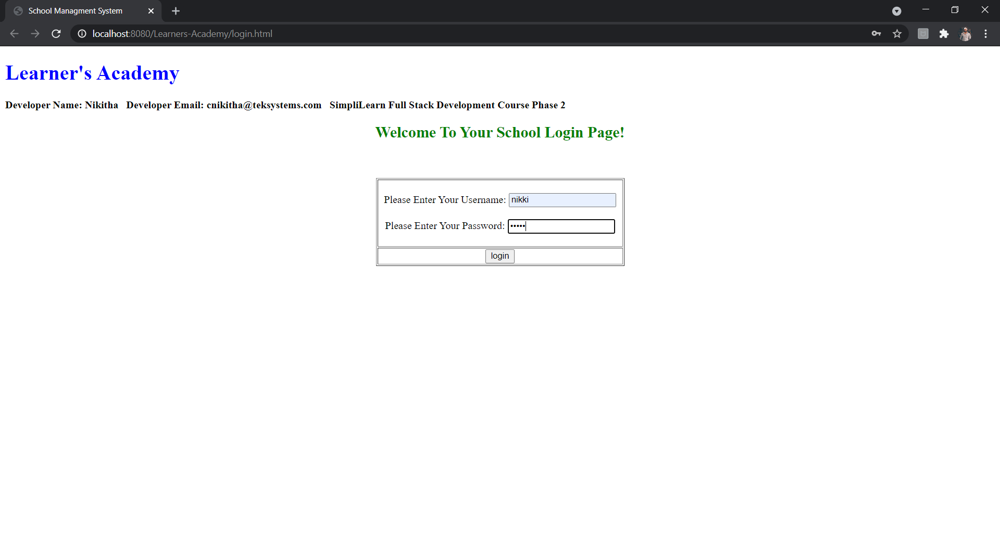 School Managment System
localhost:8080/Learners-Academy/login.html
Learner's Academy
Developer Name: Nikitha Developer Email: cnikitha@teksystems.com SimpliLearn Full Stack Development Course Phase 2
Welcome To Your School Login Page!
Please Enter Your Username: nikki
Please Enter Your Password: •••••
login